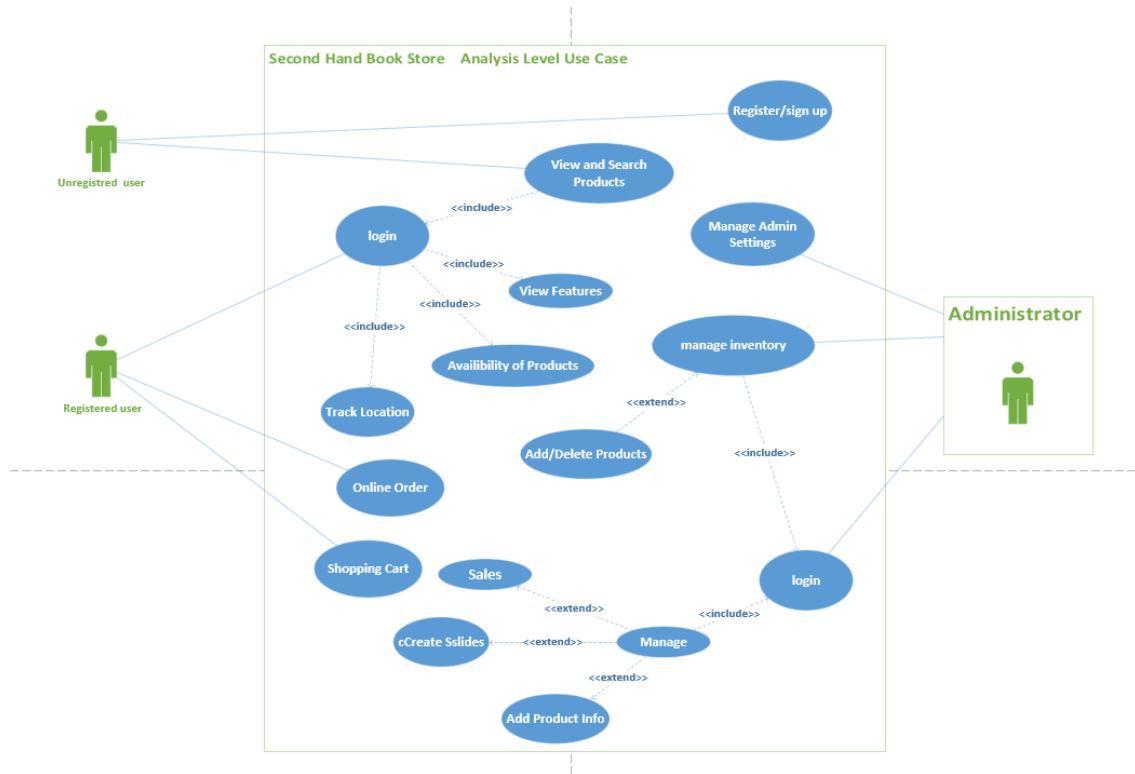 Second Hand Book Store    Analysis Level Use Case
Register/sign up
Unregistred  user
View and Search
Products
<<include>>
login
Manage Admin
Settings
<<include>>
View Features
<<include>>
Administrator
<<include>>
manage inventory
Availibility of Products
Registered user
Track Location
<<extend>>
Add/Delete Products
<<include>>
Online Order
Shopping Cart
Sales
login
<<extend>>
<<include>>
cCreate Sslides
<<extend>>
Manage
<<extend>>
Add Product Info